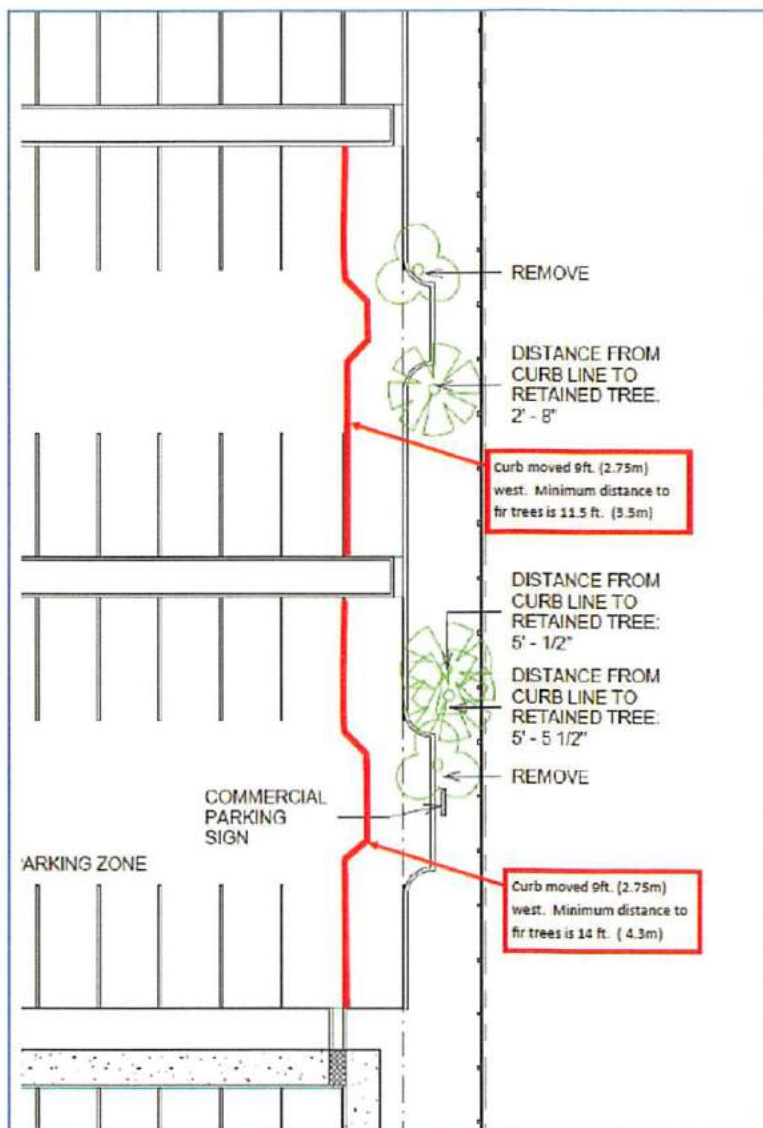 REMOVE
DISTANCE FROM
CURB LINE TO
RETAINED TREE:
2' - 8"
Curb moved 9ft. (2.75m)
west. Minimum distance to
fir trees is 11.5 ft. (3.5m)
DISTANCE FROM
CURB LINE TO
RETAINED TREE:
5' - 1/2"
DISTANCE FROM
CURB LINE TO
RETAINED TREE:
5' - 5 1/2"
REMOVE
COMMERCIAL
PARKING
SIGN
PARKING ZONE
Curb moved 9ft. (2.75m)
west. Minimum distance to
fir trees is 14 ft. ( 4.3m)